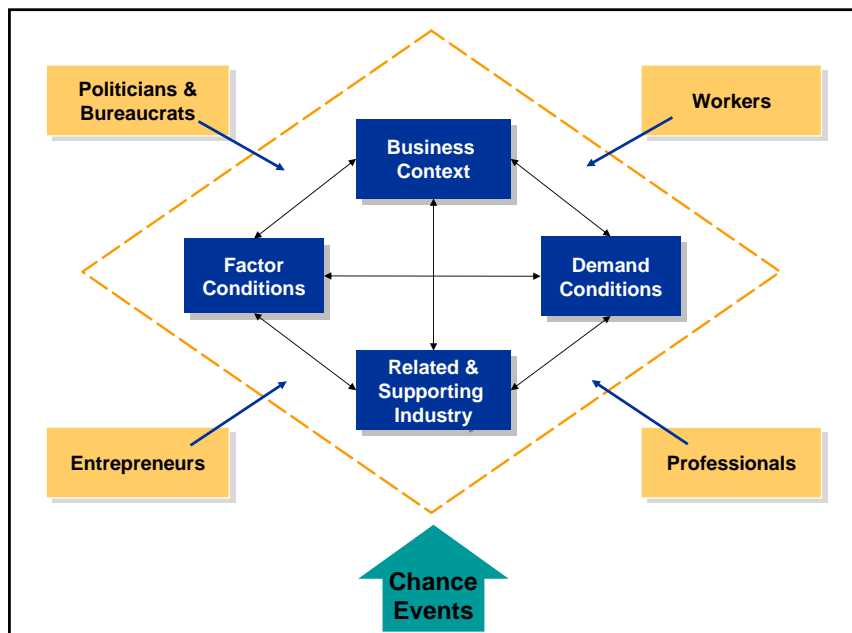 Politicians &
Bureaucrats
Workers
Business
Context
Factor
Conditions
Demand
Conditions
Related &
Supporting
Industry
Entrepreneurs
Professionals
Chance
Events